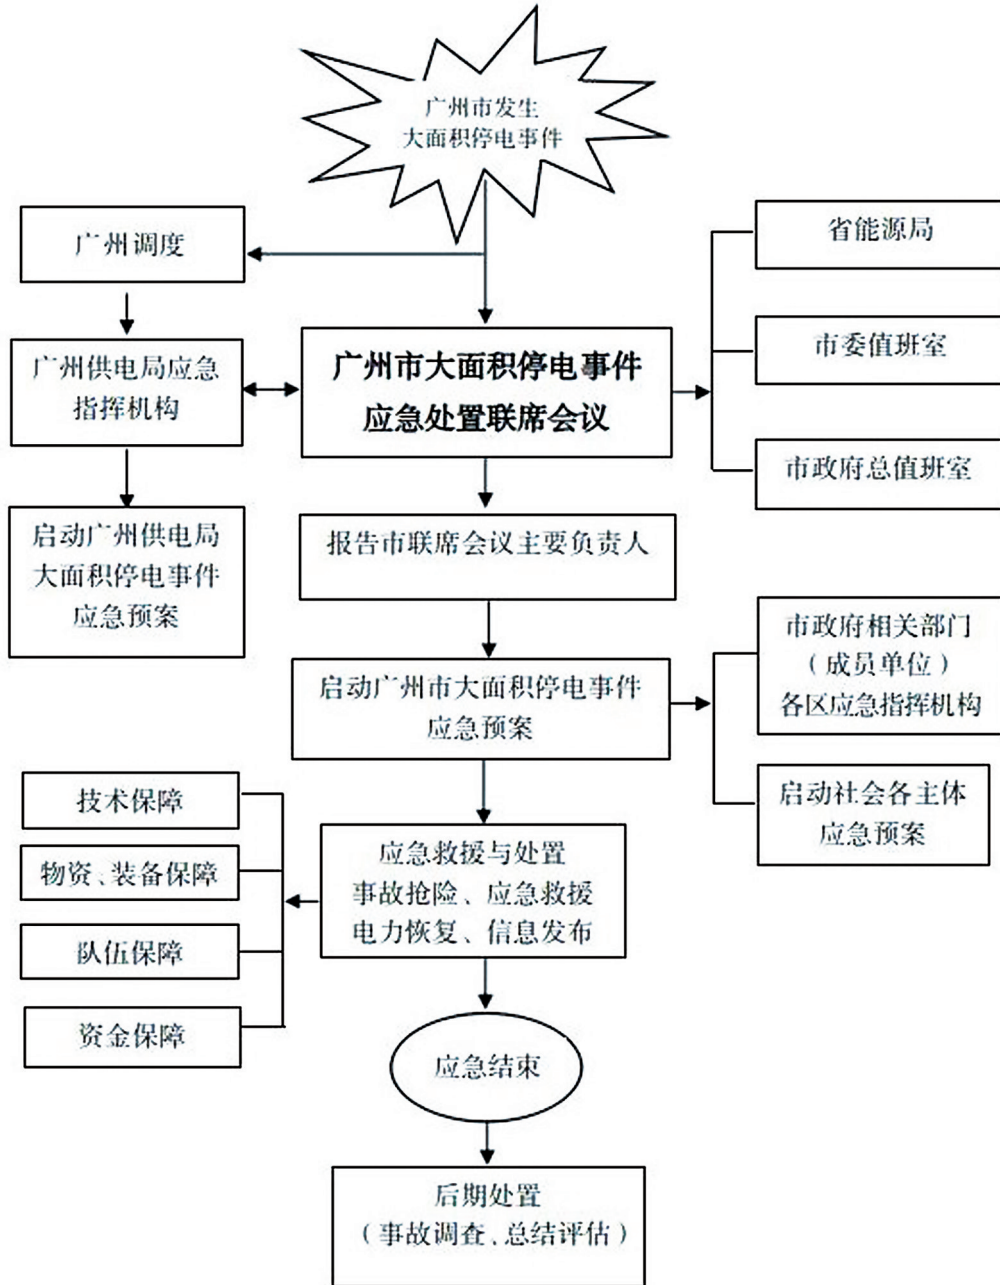 广州市发生
大面积停电事件
广州调度
省能源局
广州供电局应急
指挥机构
广州市大面积停电事件
应急处置联席会议
市委值班室
市政府总值班室
启动广州供电局
大面积停电事件
应急预案
报告市联席会议主要负责人
市政府相关部门
（成员单位）
各区应急指挥机构
启动广州市大面积停电事件
应急预案
启动社会各主体
应急预案
技术保障
物资、装备保障
队伍保障
资金保障
应急救援与处置
事故抢险、应急救援
电力恢复、信息发布
应急结束
后期处置
（事故调查、总结评估）